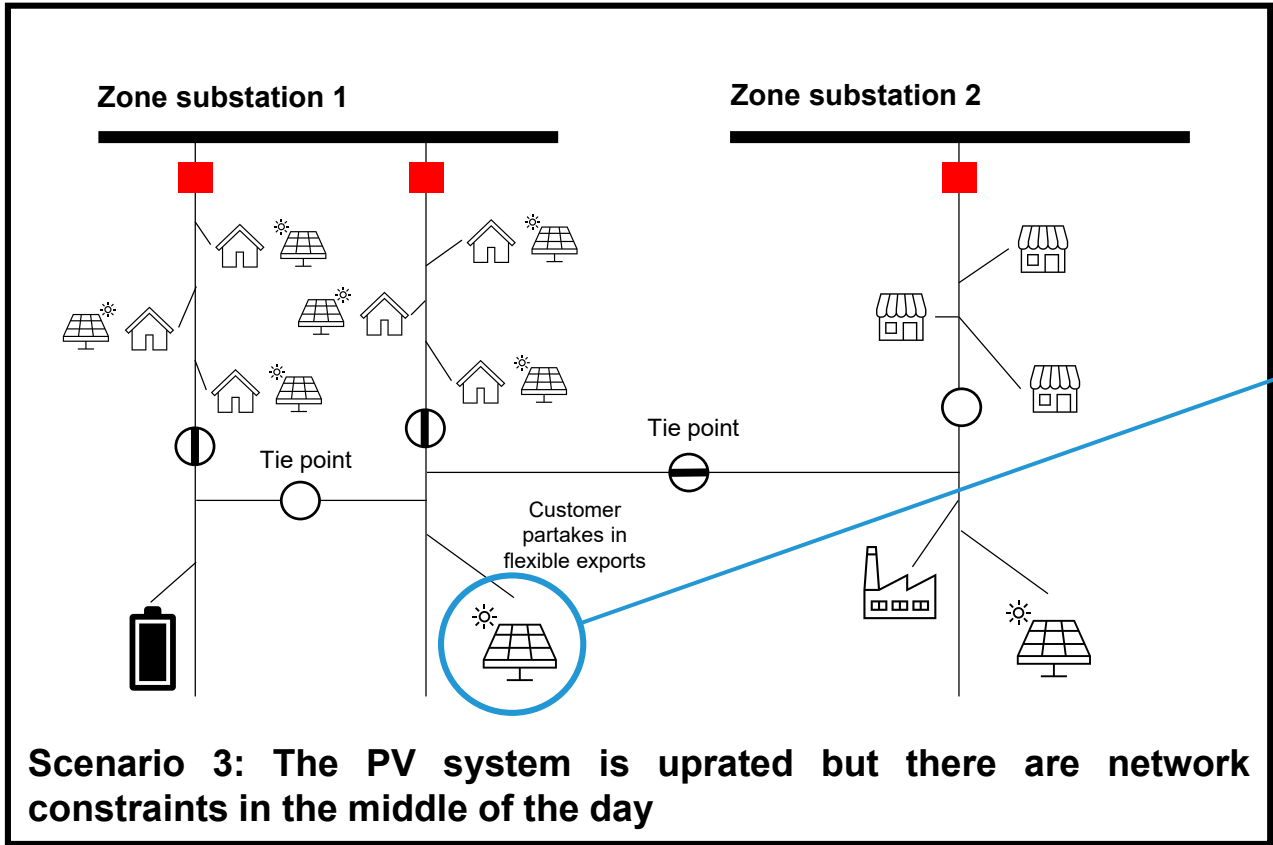 Zone substation 1
Zone substation 2
Tie point
Tie point
Customer
partakes in
flexible exports
Scenario 3: The PV system is uprated but there are network
constraints in the middle of the day